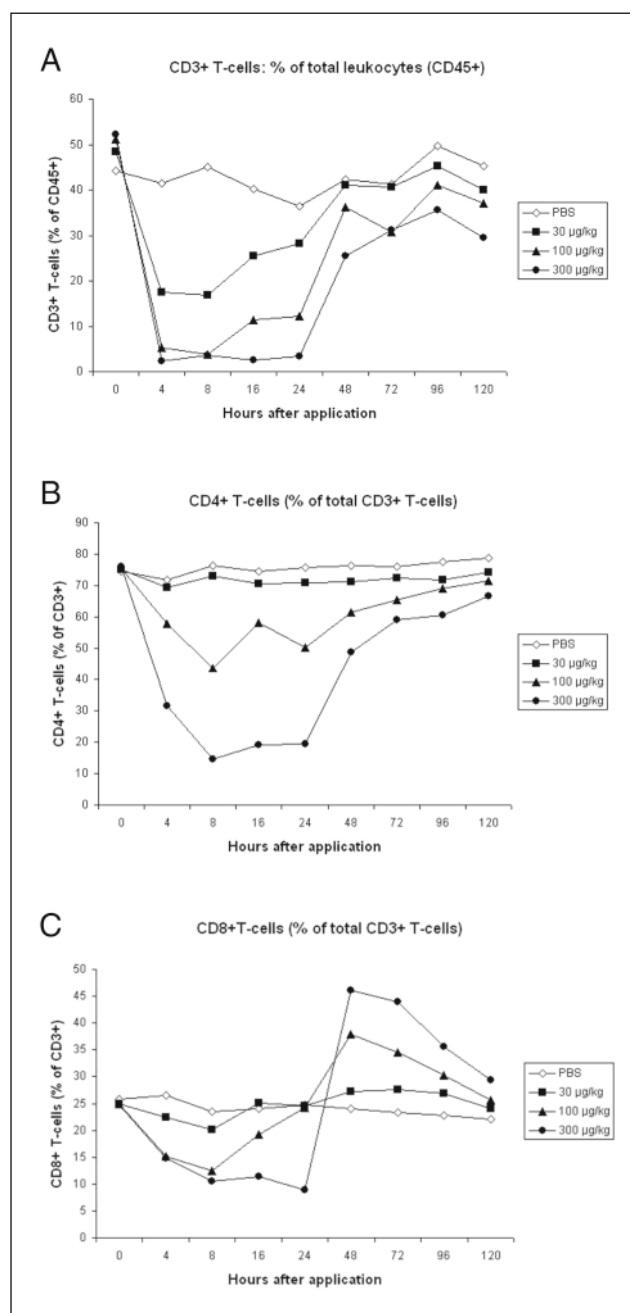 A
CD3+ T-cells: % of total leukocytes (CD45+)
CD3+ T-cells (% of CD45+)
60
50
40
30
20
10
0
0 4 8 16 24 48 72 96 120
Hours after application
PBS
30 µg/kg
100 µg/kg
300 µg/kg
B
CD4+ T-cells (% of total CD3+ T-cells)
CD4+ T-cells (% 0f CD3+)
90
80
70
60
50
40
30
20
10
0
0 4 8 16 24 48 72 96 120
Hours after application
PBS
30 µg/kg
100 µg/kg
300 µg/kg
C
CD8+T-cells (% of total CD3+ T-cells)
CD8+ T-cells (% of CD3+)
50
45
40
35
30
25
20
15
10
5
0
0 4 8 16 24 48 72 96 120
Hours after application
PBS
30 µg/kg
100 µg/kg
300 µg/kg